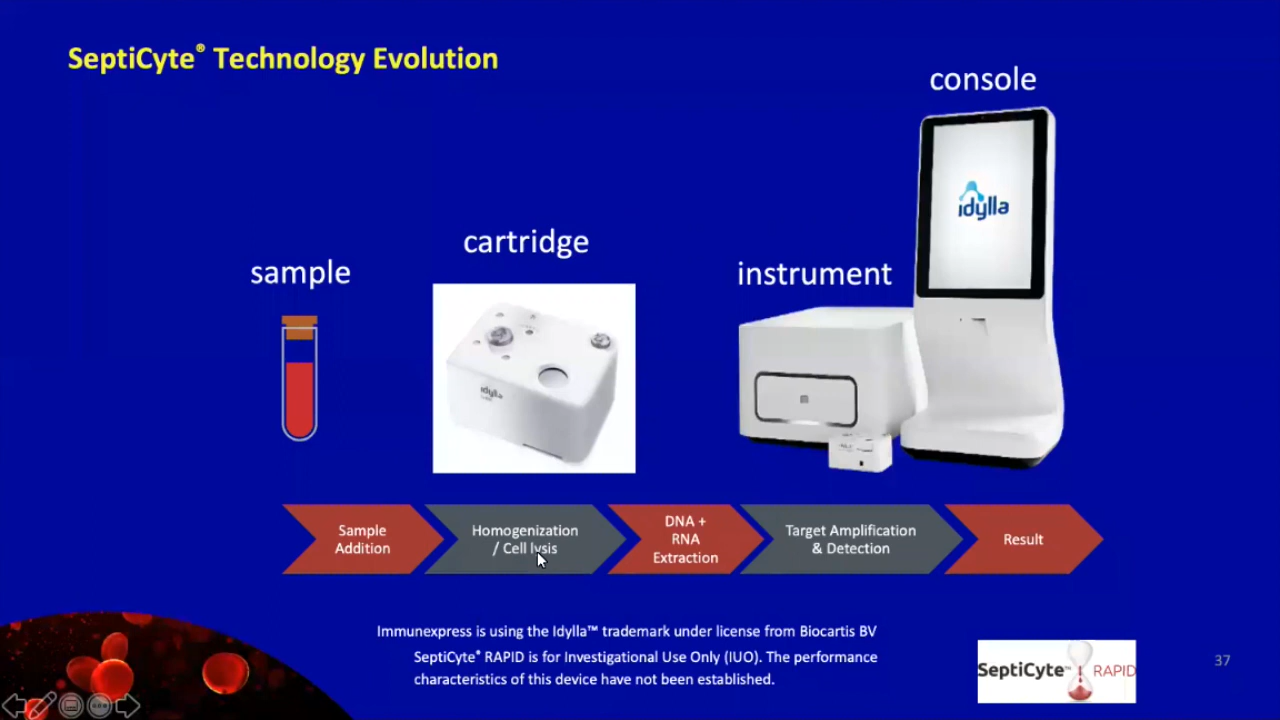 SeptiCyte® Technology Evolution
console
idylla
cartridge
instrument
sample
idylla
Sample
Addition
Homogenization
/ Cell lysis
DNA +
RNA
Extraction
Target Amplification
& Detection
Result
Immunexpress is using the Idylla™ trademark under license from Biocartis BV
SeptiCyte® RAPID is for Investigational Use Only (IUO). The performance
characteristics of this device have not been established.
SeptiCyte™ RAPID
37